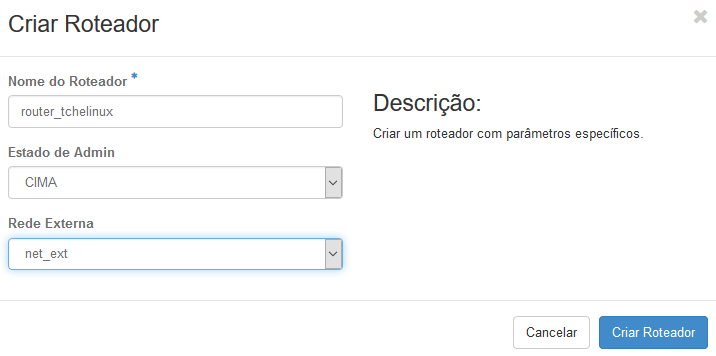 Criar Roteador
×
Nome do Roteador *
router_tchelinux
Estado de Admin
CIMA
Rede Externa
net_ext
Descrição:
Criar um roteador com parâmetros específicos.
Cancelar
Criar Roteador